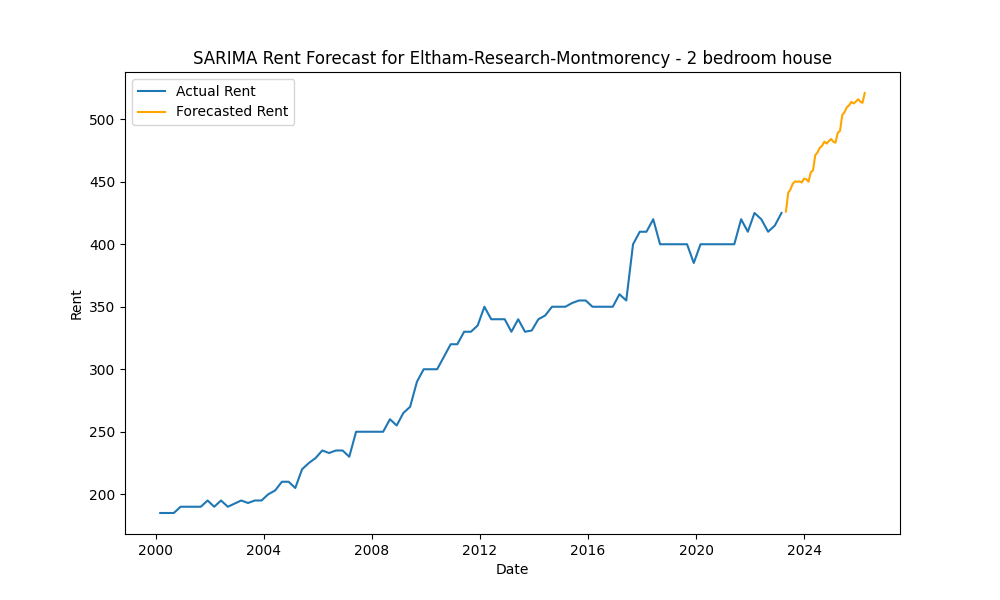 SARIMA Rent Forecast for Eltham-Research-Montmorency - 2 bedroom house
Actual Rent
Forecasted Rent
500
450
400
350
300
250
200
Rent
2000 2004 2008 2012 2016 2020 2024
Date